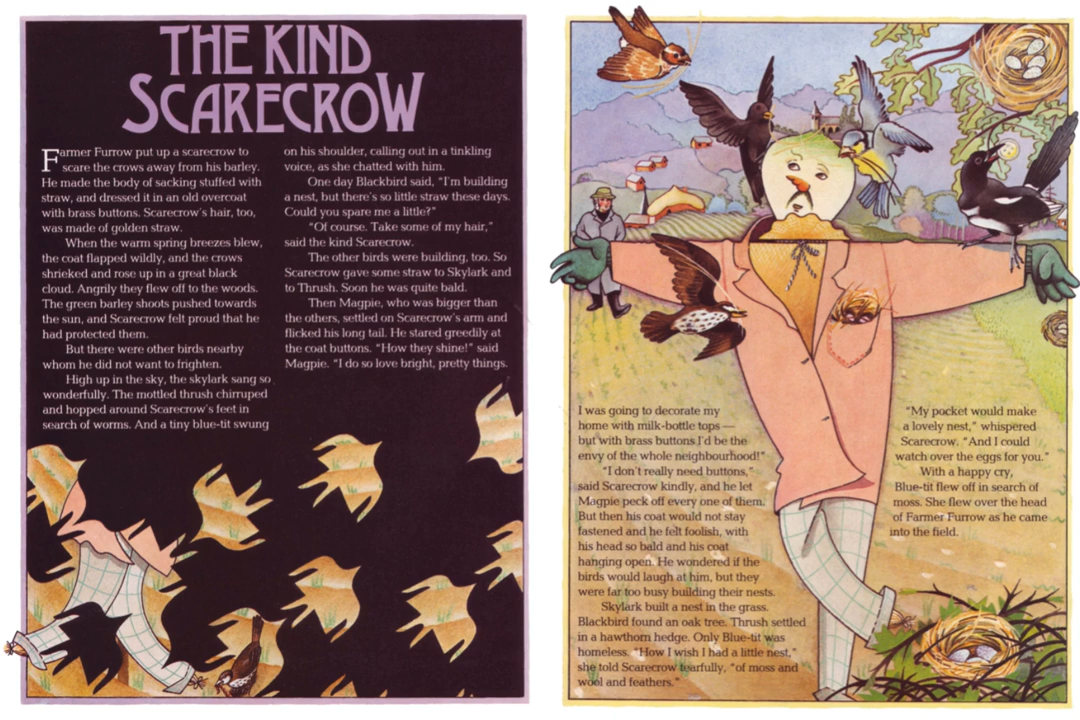 THE KIND
SCARECROW
Farmer Furrow put up a scarecrow to
scare the crows away from his barley.
He made the body of sacking stuffed with
straw, and dressed it in an old overcoat
with brass buttons. Scarecrow's hair, too,
was made of golden straw.
When the warm spring breezes blew,
the coat flapped wildly, and the crows
shrieked and rose up in a great black
cloud. Angrily they flew off to the woods.
The green barley shoots pushed towards
the sun, and Scarecrow felt proud that he
had protected them.
But there were other birds nearby
whom he did not want to frighten.
High up in the sky, the skylark sang so
wonderfully. The mottled thrush chirruped
and hopped around Scarecrow's feet in
search of worms. And a tiny blue-tit swung
on his shoulder, calling out in a tinkling
voice, as she chatted with him.
One day Blackbird said, "I'm building
a nest, but there's so little straw these days.
Could you spare me a little?"
"Of course. Take some of my hair,"
said the kind Scarecrow.
The other birds were building, too. So
Scarecrow gave some straw to Skylark and
to Thrush. Soon he was quite bald.
Then Magpie, who was bigger than
the others, settled on Scarecrow's arm and
flicked his long tail. He stared greedily at
the coat buttons. "How they shine!" said
Magpie. "I do so love bright, pretty things.
I was going to decorate my
home with milk-bottle tops —
but with brass buttons I'd be the
envy of the whole neighbourhood!"
"I don't really need buttons,"
said Scarecrow kindly, and he let
Magpie peck off every one of them.
But then his coat would not stay
fastened and he felt foolish, with
his head so bald and his coat
hanging open. He wondered if the
birds would laugh at him, but they
were far too busy building their nests.
Skylark built a nest in the grass.
Blackbird found an oak tree. Thrush settled
in a hawthorn hedge. Only Blue-tit was
homeless. "How I wish I had a little nest,"
she told Scarecrow tearfully, "of moss and
wool and feathers."
"My pocket would make
a lovely nest," whispered
Scarecrow. "And I could
watch over the eggs for you."
With a happy cry,
Blue-tit flew off in search of
moss. She flew over the head
of Farmer Furrow as he came
into the field.